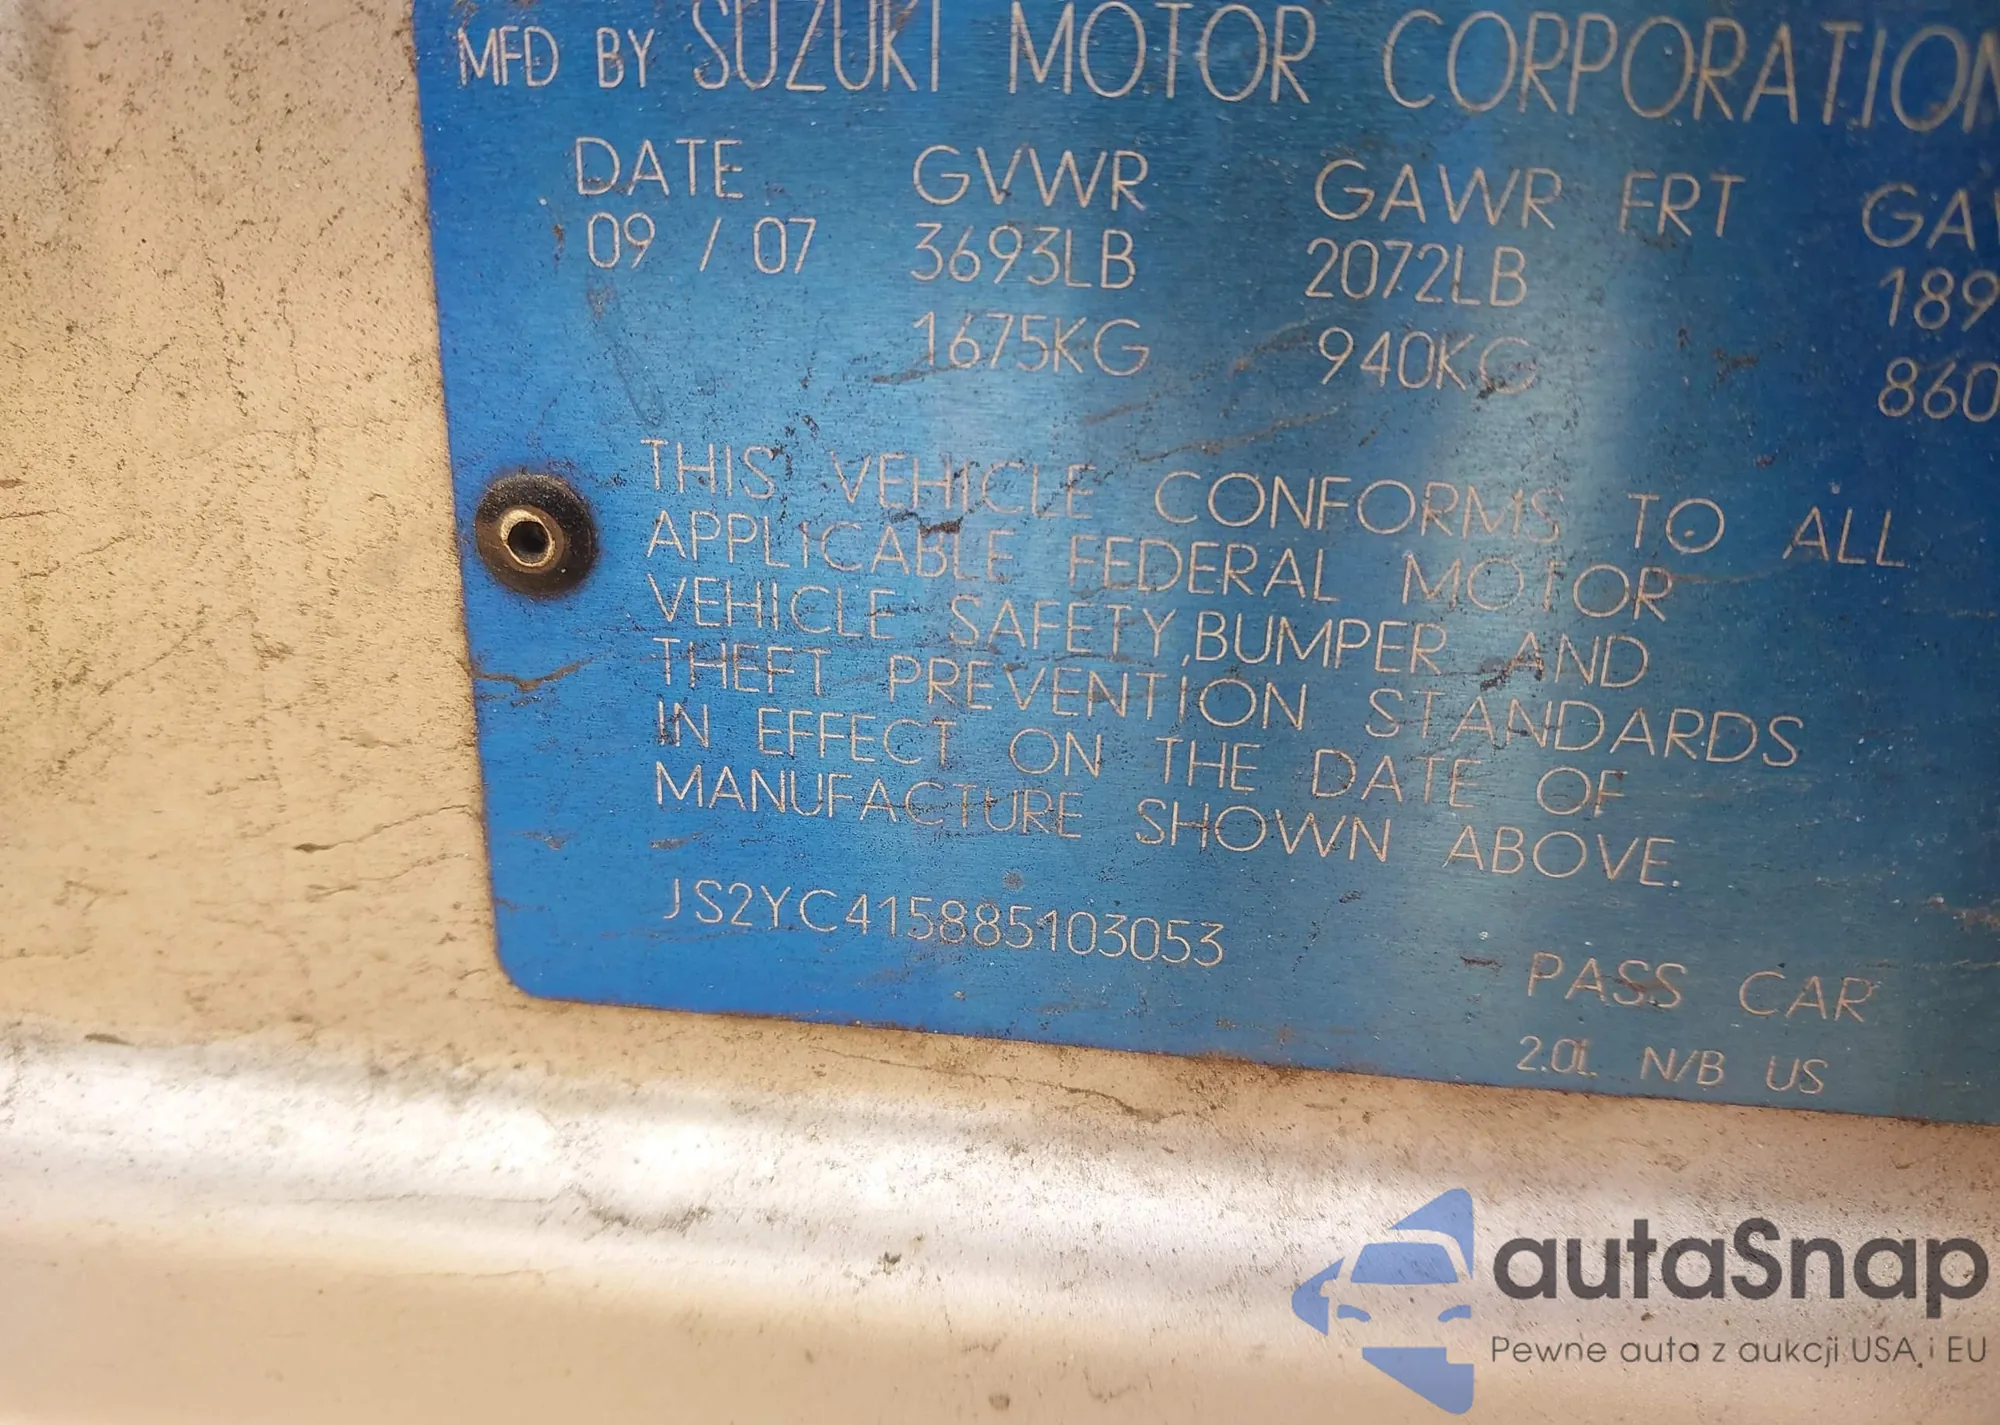 MFD BY SUZUKI MOTOR CORPORATION
DATE GVWR GAWR FRT
09 / 07 3693LB 2072LB
1675KG 940KG 860
THIS VEHICLE CONFORMS TO ALL
APPLICABLE FEDERAL MOTOR
VEHICLE SAFETY,BUMPER AND
THEFT PREVENTION STANDARDS
IN EFFECT ON THE DATE OF
MANUFACTURE SHOWN ABOVE.
JS2YC415885103053
PASS CAR
2.0L N/B US
autaSnap
Pewne auta z aukcji USA i EU